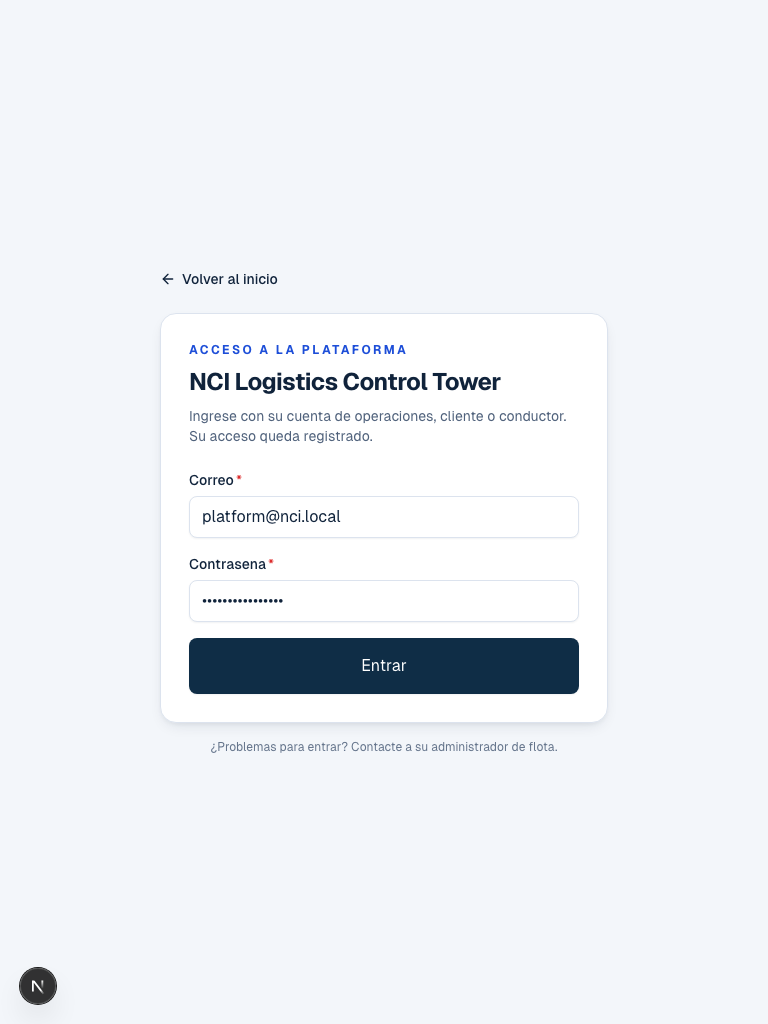 Volver al inicio
ACCESO A LA PLATAFORMA
NCI Logistics Control Tower
Ingrese con su cuenta de operaciones, cliente o conductor.
Su acceso queda registrado.
Correo *
platform@nci.local
Contrasena *
••••••••••••••••
Entrar
¿Problemas para entrar? Contacte a su administrador de flota.
N